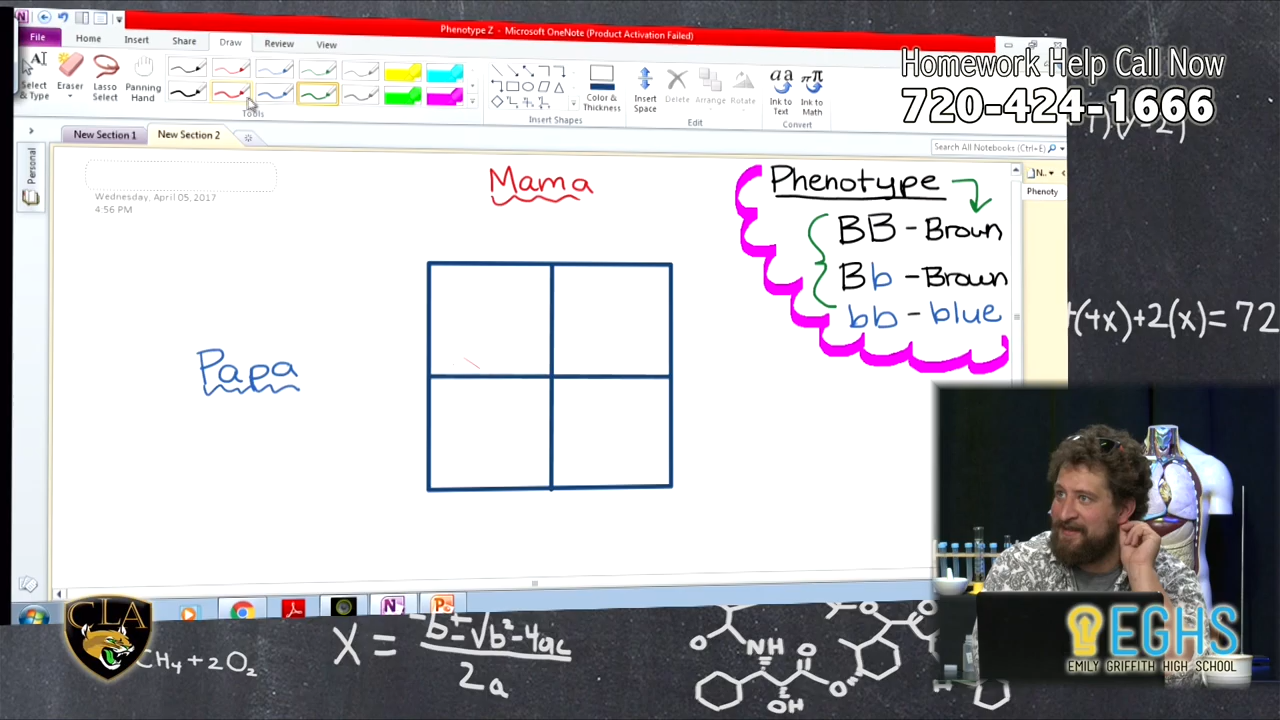 Phenotype Z - Microsoft OneNote (Product Activation Failed)
File Home Insert Share Draw Review View
Select & Type
Eraser
Lasso Select
Panning Hand
Tools
Insert Shapes
Color & Thickness
Insert Space
Delete
Arrange
Rotate
Edit
Ink to Text
Ink to Math
Convert
Homework Help Call Now
720-424-1666
New Section 1 New Section 2
Search All Notebooks (Ctrl+E)
Personal
N..
Phenoty
Wednesday, April 05, 2017
4:56 PM
Mama
Papa
Phenotype
BB - Brown
Bb - Brown
bb - blue
(4x)+2(x)=72
CLA
CH4 + 2O2
X = -b±√b²-4ac
2a
NH
O
O
O
OH
EGHS
EMILY GRIFFITH HIGH SCHOOL